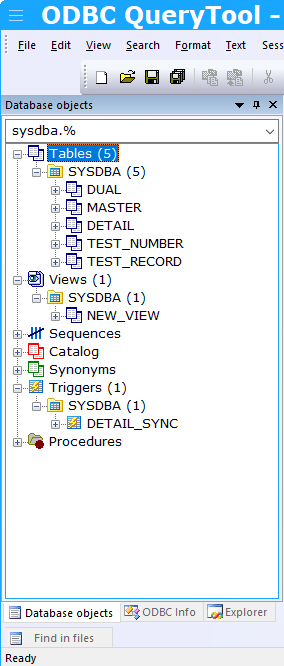 ODBC QueryTool -
File Edit View Search Format Text Sess
Database objects
sysdba.%
Tables (5)
SYSDBA (5)
DUAL
MASTER
DETAIL
TEST_NUMBER
TEST_RECORD
Views (1)
SYSDBA (1)
NEW_VIEW
Sequences
Catalog
Synonyms
Triggers (1)
SYSDBA (1)
DETAIL_SYNC
Procedures
Database objects ODBC Info Explorer
Find in files
Ready